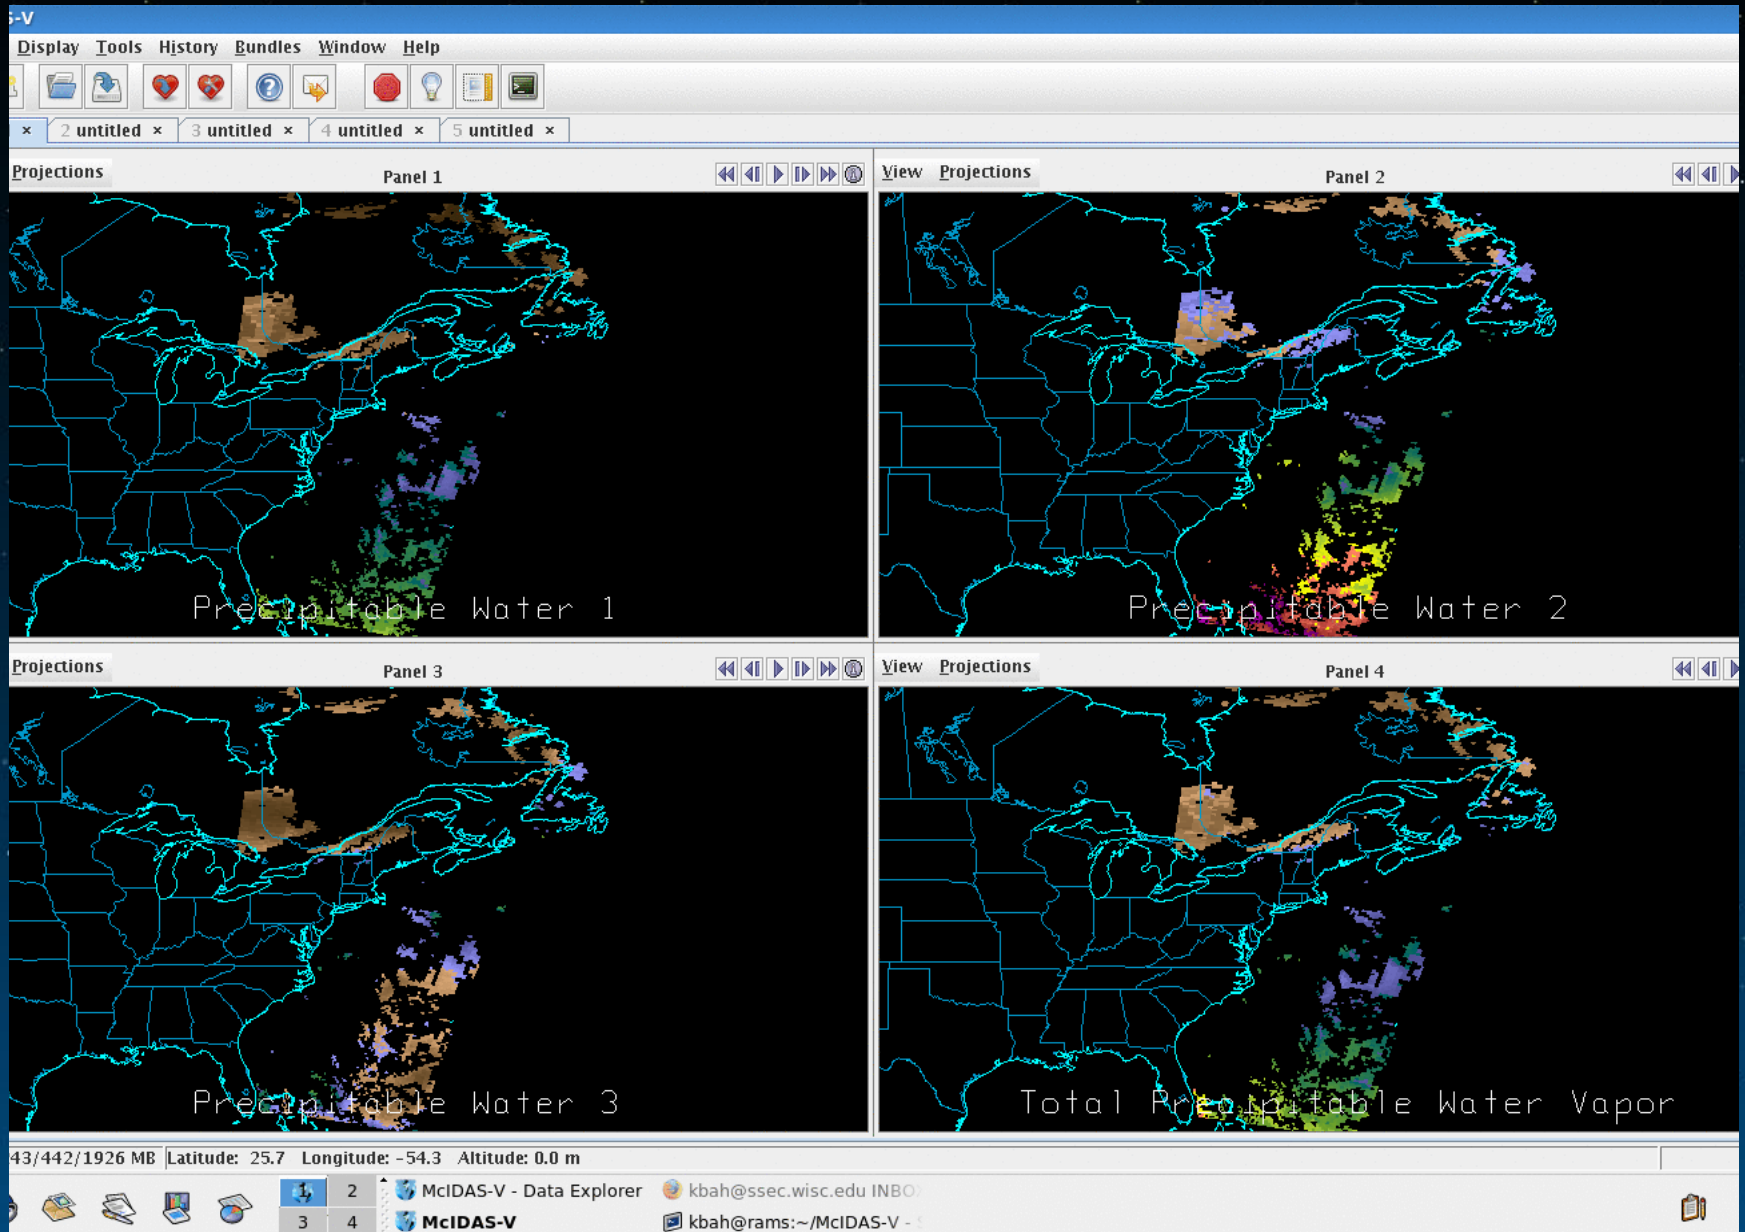 S-V
Display Tools History Bundles Window Help
× 2 untitled × 3 untitled × 4 untitled × 5 untitled ×
Projections Panel 1 View Projections Panel 2
Precipitable Water 1 Precipitable Water 2
Projections Panel 3 View Projections Panel 4
Precipitable Water 3 Total Precipitable Water Vapor
43/442/1926 MB Latitude: 25.7 Longitude: -54.3 Altitude: 0.0 m
1 2 McIDAS-V - Data Explorer kbah@ssec.wisc.edu INBO
3 4 McIDAS-V kbah@rams:~/McIDAS-V -